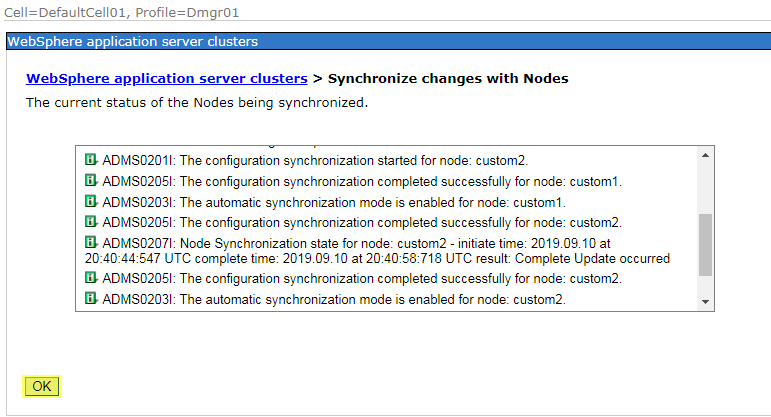 Cell=DefaultCell01, Profile=Dmgr01
WebSphere application server clusters
WebSphere application server clusters > Synchronize changes with Nodes
The current status of the Nodes being synchronized.
ADMS0201I: The configuration synchronization started for node: custom2.
ADMS0205I: The configuration synchronization completed successfully for node: custom1.
ADMS0203I: The automatic synchronization mode is enabled for node: custom1.
ADMS0205I: The configuration synchronization completed successfully for node: custom2.
ADMS0207I: Node Synchronization state for node: custom2 - initiate time: 2019.09.10 at
20:40:44:547 UTC complete time: 2019.09.10 at 20:40:58:718 UTC result: Complete Update occurred
ADMS0205I: The configuration synchronization completed successfully for node: custom2.
ADMS0203I: The automatic synchronization mode is enabled for node: custom2.
OK